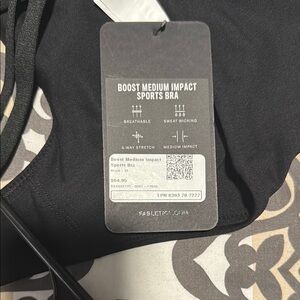 BOOST MEDIUM IMPACT
SPORTS BRA
BREATHABLE
SWEAT WICKING
4-WAY STRETCH
MEDIUM IMPACT
Boost Medium Impact
Sports Bra
$64.95
FABLETICS.COM